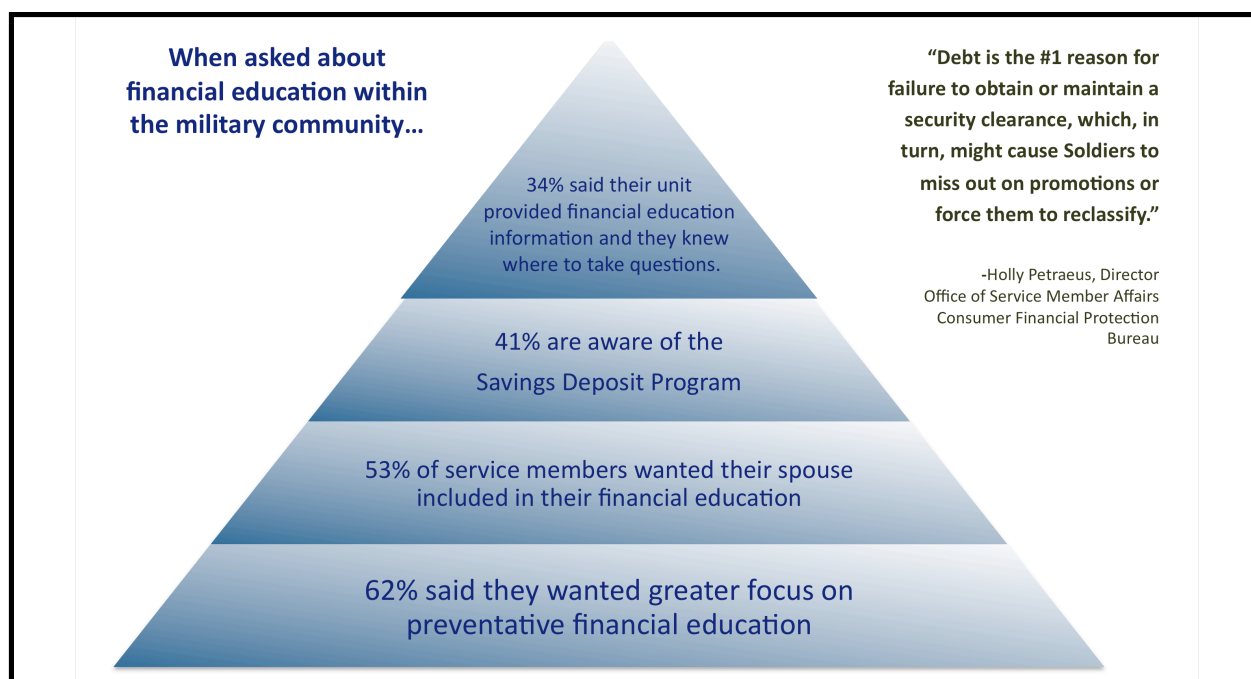 When asked about
financial education within
the military community…
“Debt is the #1 reason for
failure to obtain or maintain a
security clearance, which, in
turn, might cause Soldiers to
miss out on promotions or
force them to reclassify.”
-Holly Petraeus, Director
Office of Service Member Affairs
Consumer Financial Protection
Bureau
34% said their unit
provided financial education
information and they knew
where to take questions.
41% are aware of the
Savings Deposit Program
53% of service members wanted their spouse
included in their financial education
62% said they wanted greater focus on
preventative financial education